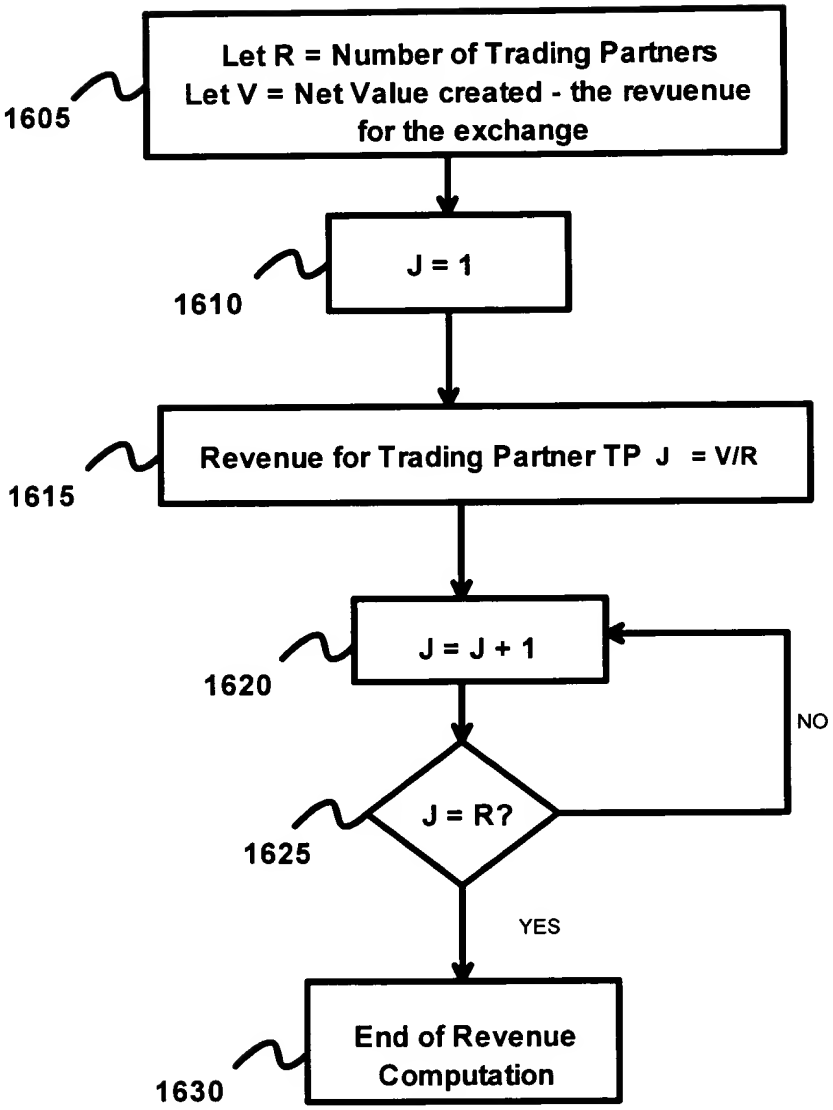 Let R = Number of Trading Partners
Let V = Net Value created - the revuenue
for the exchange
1605
J = 1
1610
Revenue for Trading Partner TP J = V/R
1615
J = J + 1
1620
NO
J = R?
1625
YES
End of Revenue
Computation
1630